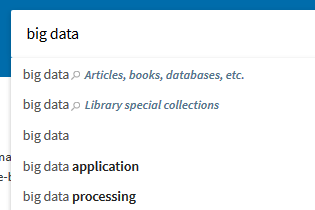 big data
big data Articles, books, databases, etc.
big data Library special collections
big data
big data application
big data processing